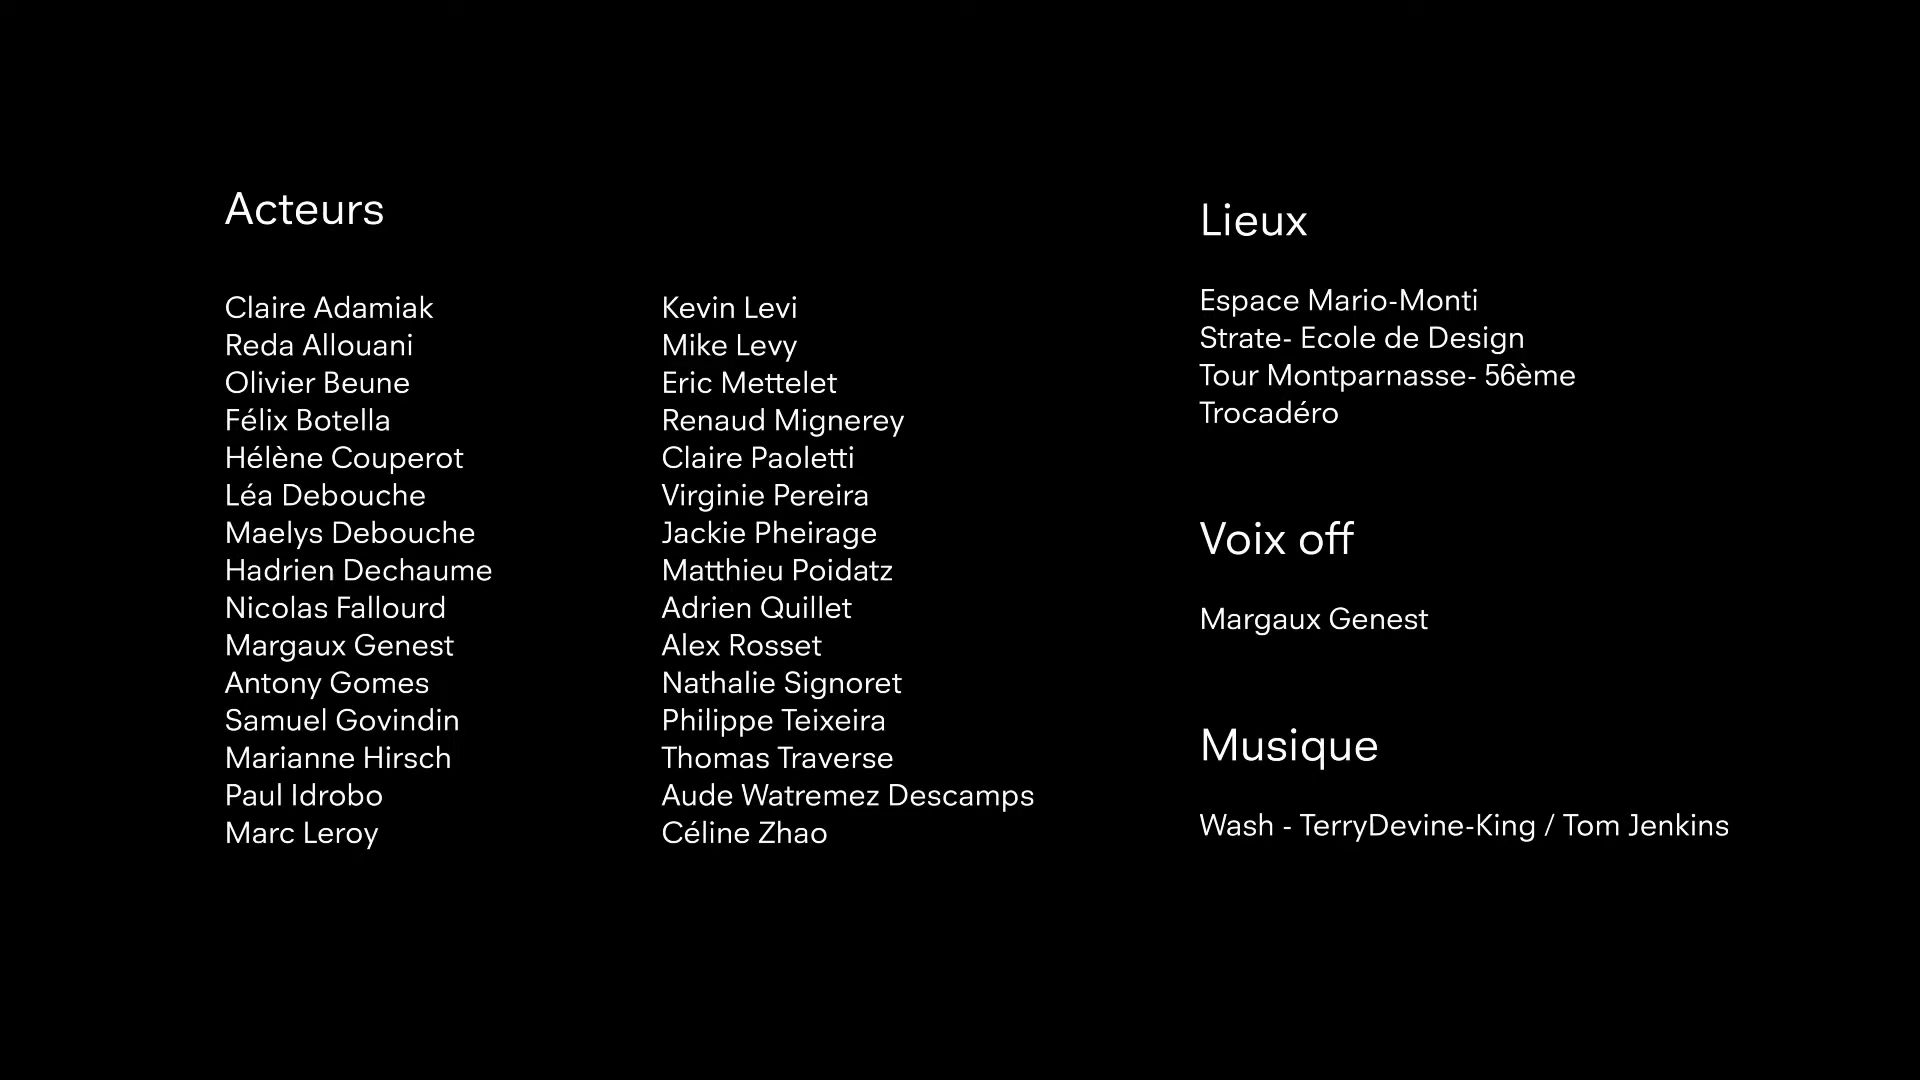 Acteurs
Claire Adamiak
Reda Allouani
Olivier Beune
Félix Botella
Hélène Couperot
Léa Debouche
Maelys Debouche
Hadrien Dechaume
Nicolas Fallourd
Margaux Genest
Antony Gomes
Samuel Govindin
Marianne Hirsch
Paul Idrobo
Marc Leroy
Kevin Levi
Mike Levy
Eric Mettelet
Renaud Mignerey
Claire Paoletti
Virginie Pereira
Jackie Pheirage
Matthieu Poidatz
Adrien Quillet
Alex Rosset
Nathalie Signoret
Philippe Teixeira
Thomas Traverse
Aude Watremez Descamps
Céline Zhao
Lieux
Espace Mario-Monti
Strate- Ecole de Design
Tour Montparnasse- 56ème
Trocadéro
Voix off
Margaux Genest
Musique
Wash - TerryDevine-King / Tom Jenkins